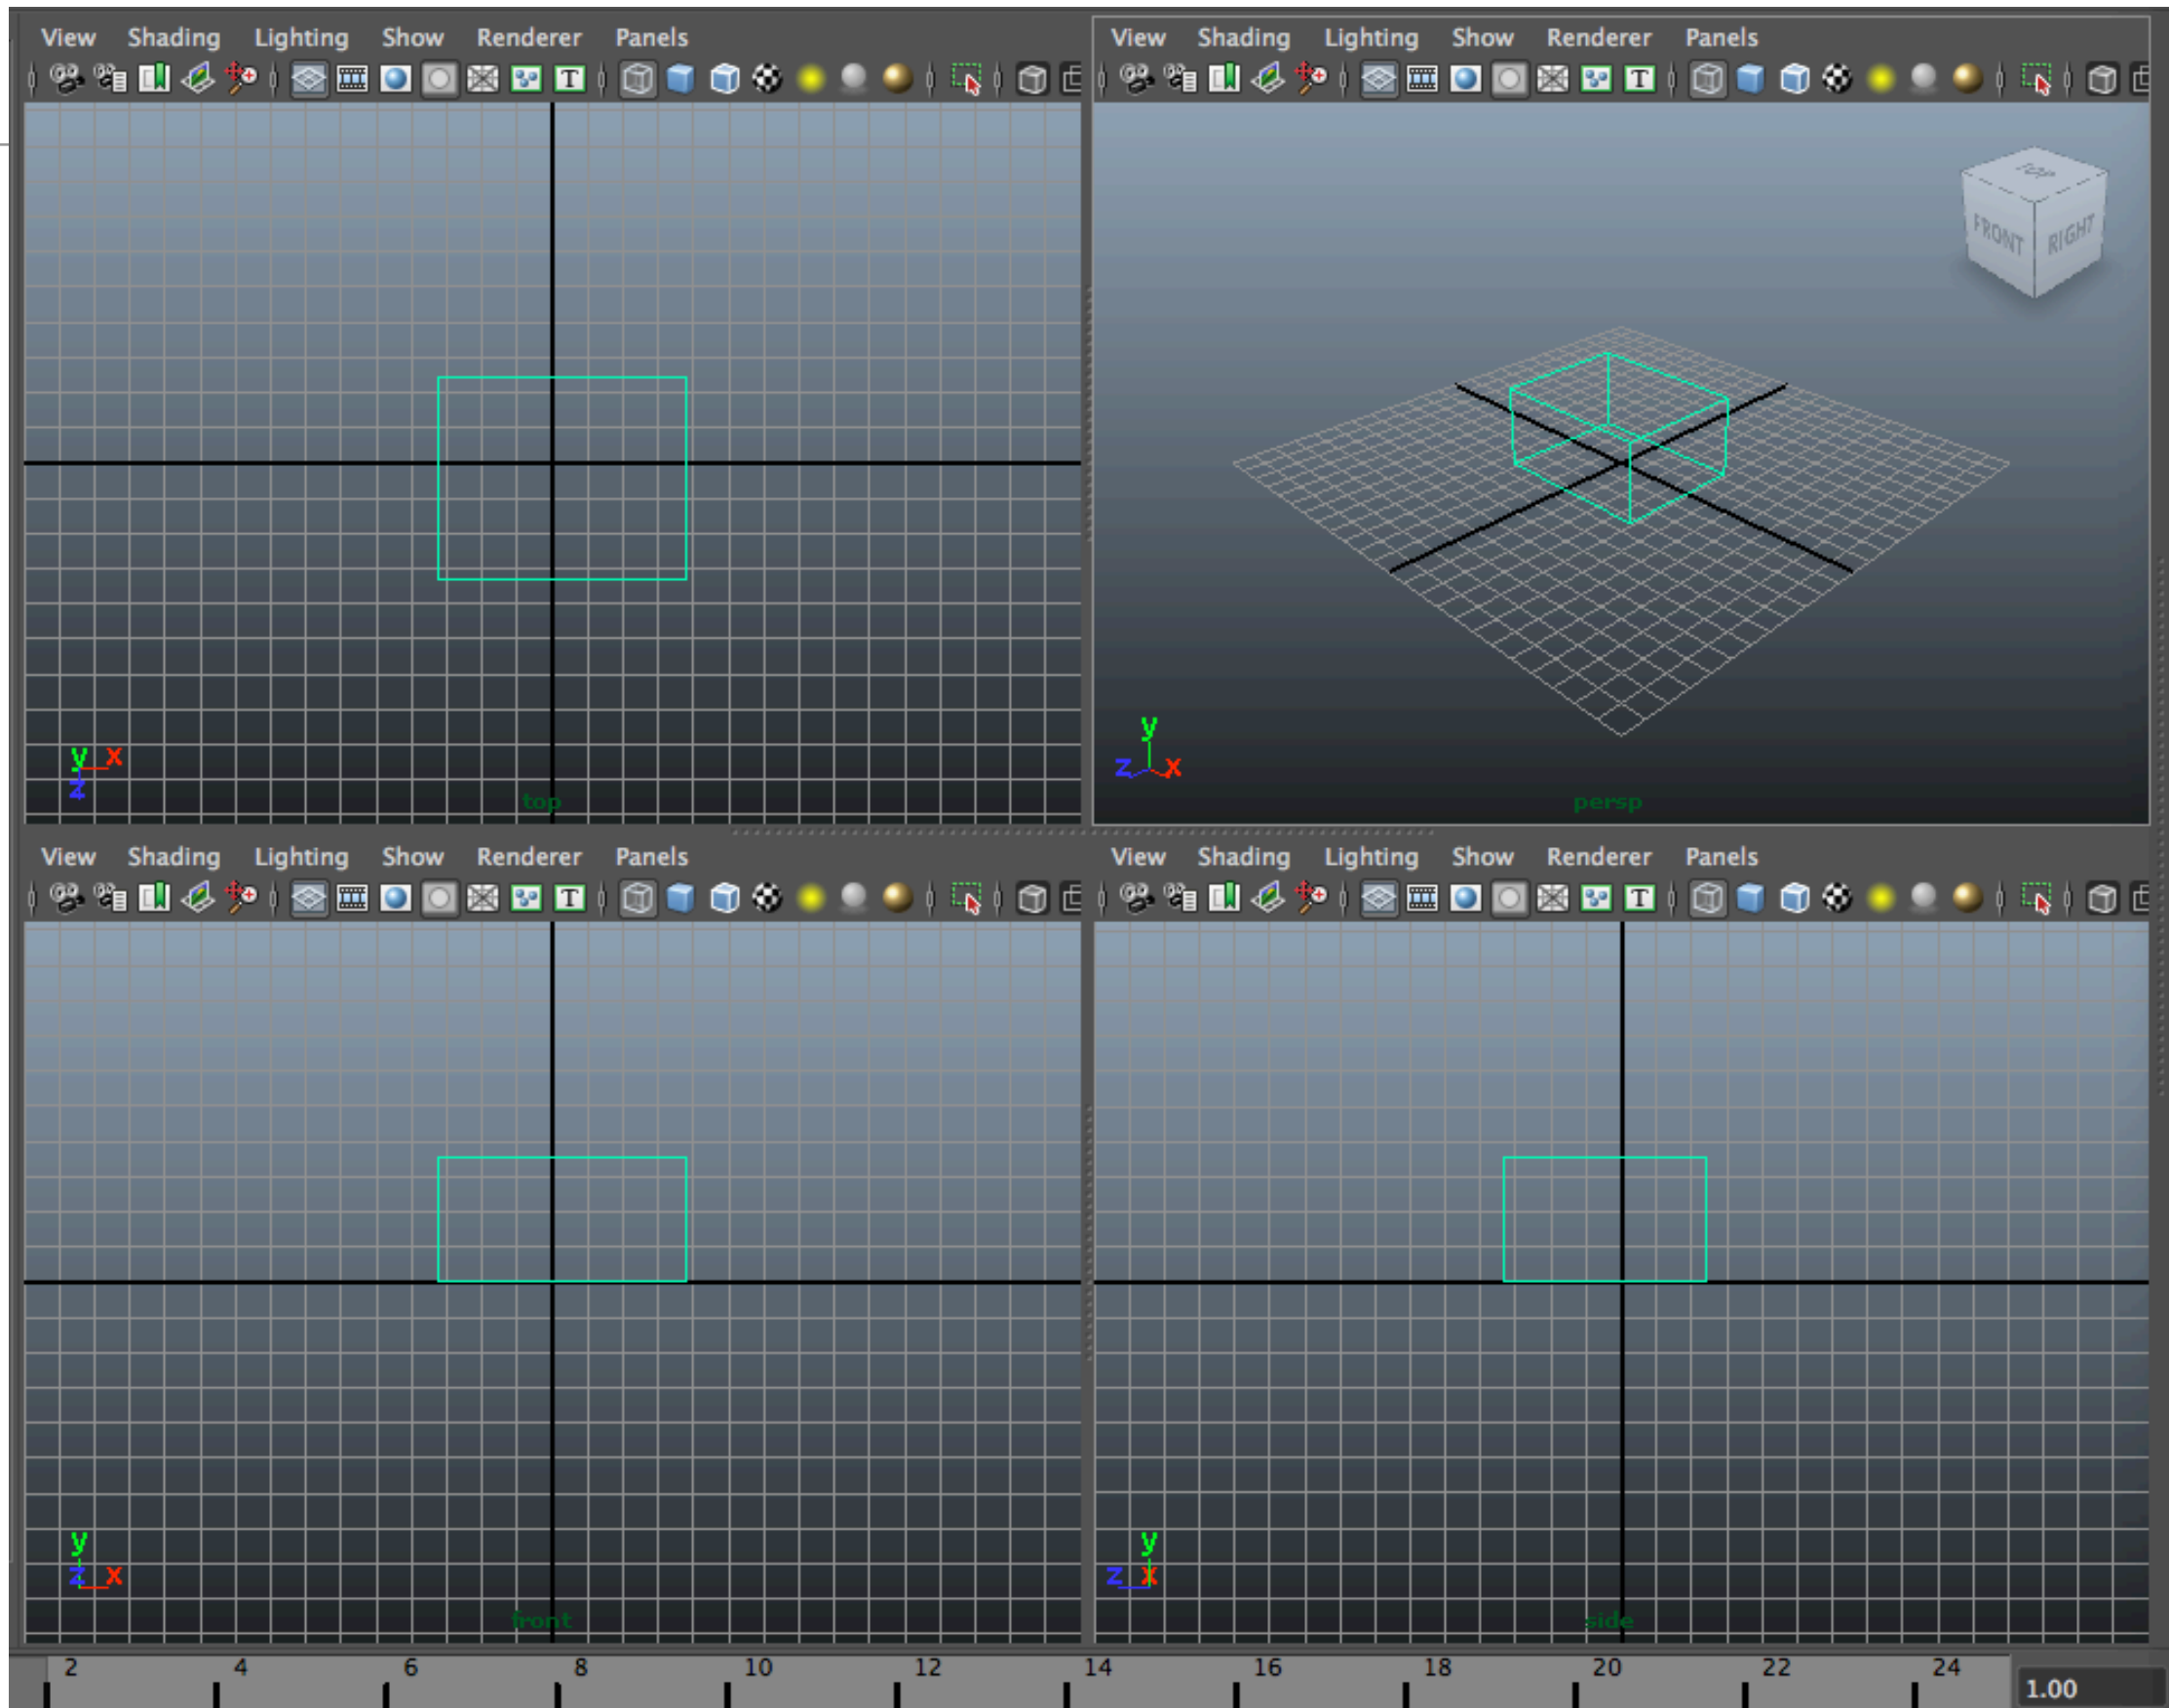 View Shading Lighting Show Renderer Panels
View Shading Lighting Show Renderer Panels
T
T
TOP
FRONT RIGHT
y x
z
y
z x
top
persp
View Shading Lighting Show Renderer Panels
View Shading Lighting Show Renderer Panels
T
T
y
z x
y
z x
front
side
2 4 6 8 10 12 14 16 18 20 22 24
1.00